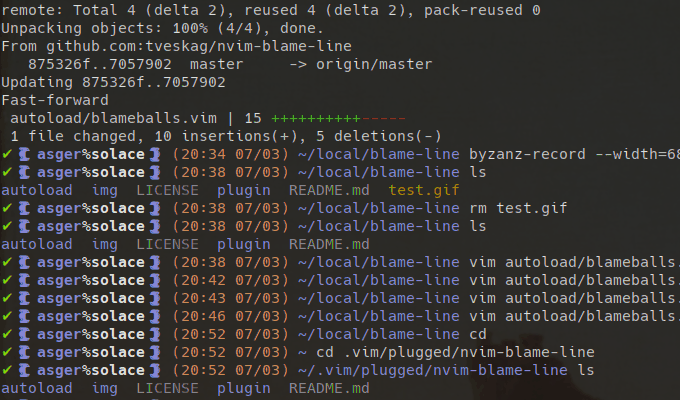 remote: Total 4 (delta 2), reused 4 (delta 2), pack-reused 0
Unpacking objects: 100% (4/4), done.
From github.com:tveskag/nvim-blame-line
875326f..7057902  master     -> origin/master
Updating 875326f..7057902
Fast-forward
autoload/blameballs.vim | 15 ++++++++++-----
1 file changed, 10 insertions(+), 5 deletions(-)
✔ asger%solace (20:34 07/03) ~/local/blame-line byzanz-record --width=68
✔ asger%solace (20:38 07/03) ~/local/blame-line ls
autoload  img  LICENSE  plugin  README.md  test.gif
✔ asger%solace (20:38 07/03) ~/local/blame-line rm test.gif
✔ asger%solace (20:38 07/03) ~/local/blame-line ls
autoload  img  LICENSE  plugin  README.md
✔ asger%solace (20:38 07/03) ~/local/blame-line vim autoload/blameballs.
✔ asger%solace (20:42 07/03) ~/local/blame-line vim autoload/blameballs.
✔ asger%solace (20:43 07/03) ~/local/blame-line vim autoload/blameballs.
✔ asger%solace (20:46 07/03) ~/local/blame-line vim autoload/blameballs.
✔ asger%solace (20:52 07/03) ~/local/blame-line cd
✔ asger%solace (20:52 07/03) ~ cd .vim/plugged/nvim-blame-line
✔ asger%solace (20:52 07/03) ~/.vim/plugged/nvim-blame-line ls
autoload  img  LICENSE  plugin  README.md